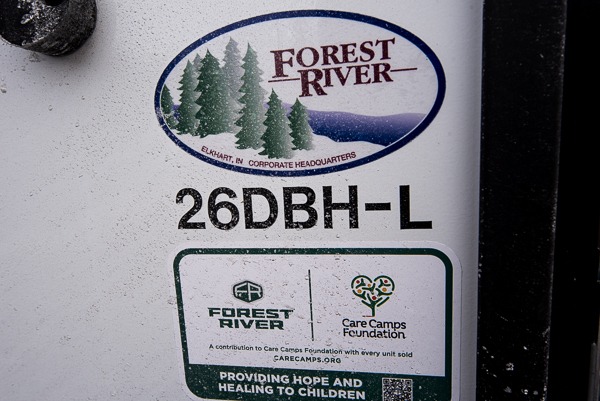 FOREST
RIVER
ELKHART, IN CORPORATE HEADQUARTERS
26DBH-L
FR
FOREST
RIVER
Care Camps
Foundation
A contribution to Care Camps Foundation with every unit sold
CARECAMPS.ORG
PROVIDING HOPE AND
HEALING TO CHILDREN